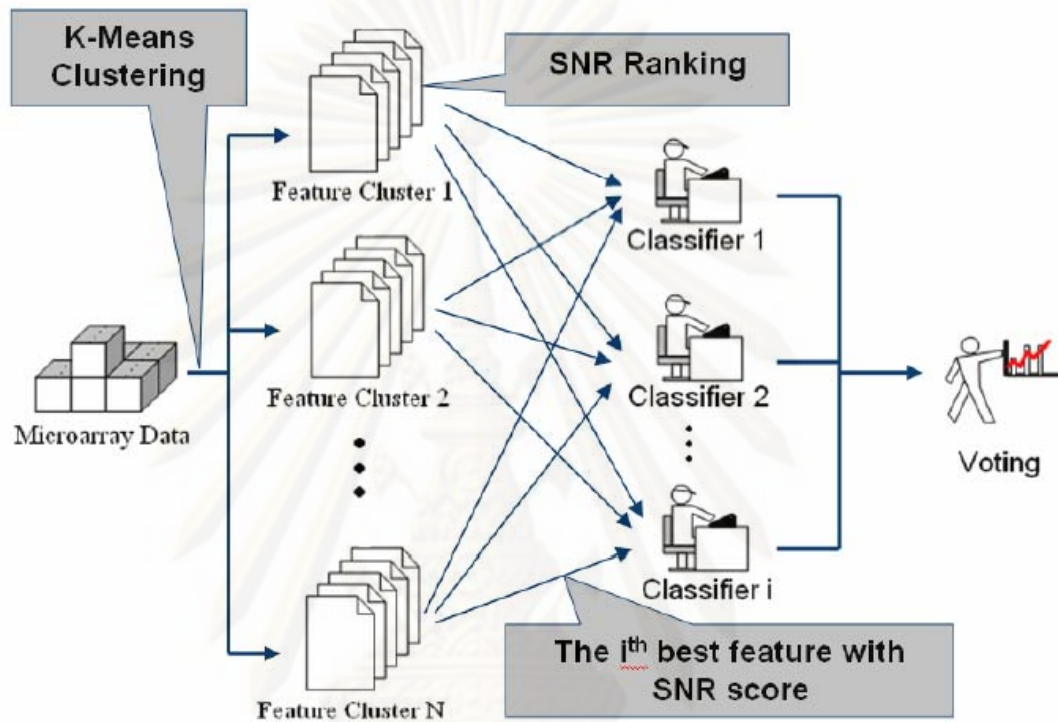 K-Means
Clustering
SNR Ranking
Feature Cluster 1
Classifier 1
Feature Cluster 2
Classifier 2
Microarray Data
Voting
Classifier i
The ith best feature with
SNR score
Feature Cluster N